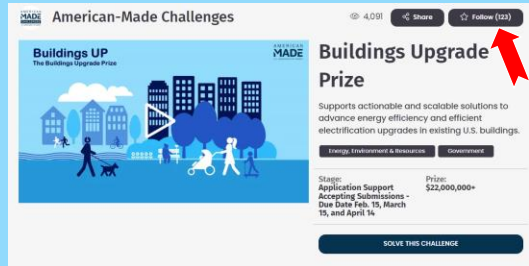 AMERICAN
MADE
CHALLENGES
American-Made Challenges
4,091
Share
Follow (123)
Buildings UP
The Buildings Upgrade Prize
AMERICAN
MADE
Buildings Upgrade
Prize
Supports actionable and scalable solutions to
advance energy efficiency and efficient
electrification upgrades in existing U.S. buildings.
Energy, Environment & Resources
Government
Stage:
Application Support
Accepting Submissions -
Due Date Feb. 15, March
15, and April 14
Prize:
$22,000,000+
SOLVE THIS CHALLENGE